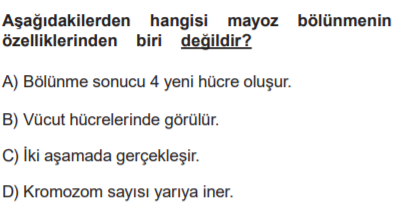 Aşağıdakilerden hangisi mayoz bölünmenin
özelliklerinden biri değildir?
A) Bölünme sonucu 4 yeni hücre oluşur.
B) Vücut hücrelerinde görülür.
C) İki aşamada gerçekleşir.
D) Kromozom sayısı yarıya iner.